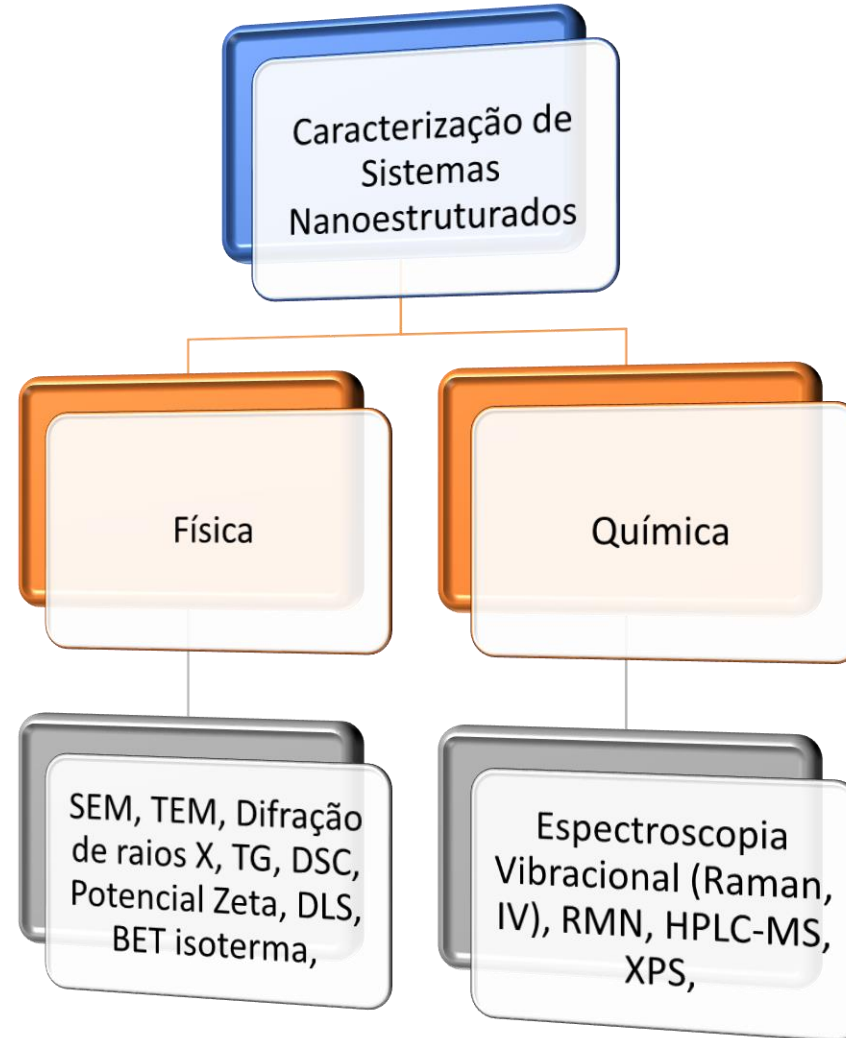 Caracterização de
Sistemas
Nanoestruturados
Física
Química
SEM, TEM, Difração
de raios X, TG, DSC,
Potencial Zeta, DLS,
BET isoterma,
Espectroscopia
Vibracional (Raman,
IV), RMN, HPLC-MS,
XPS,